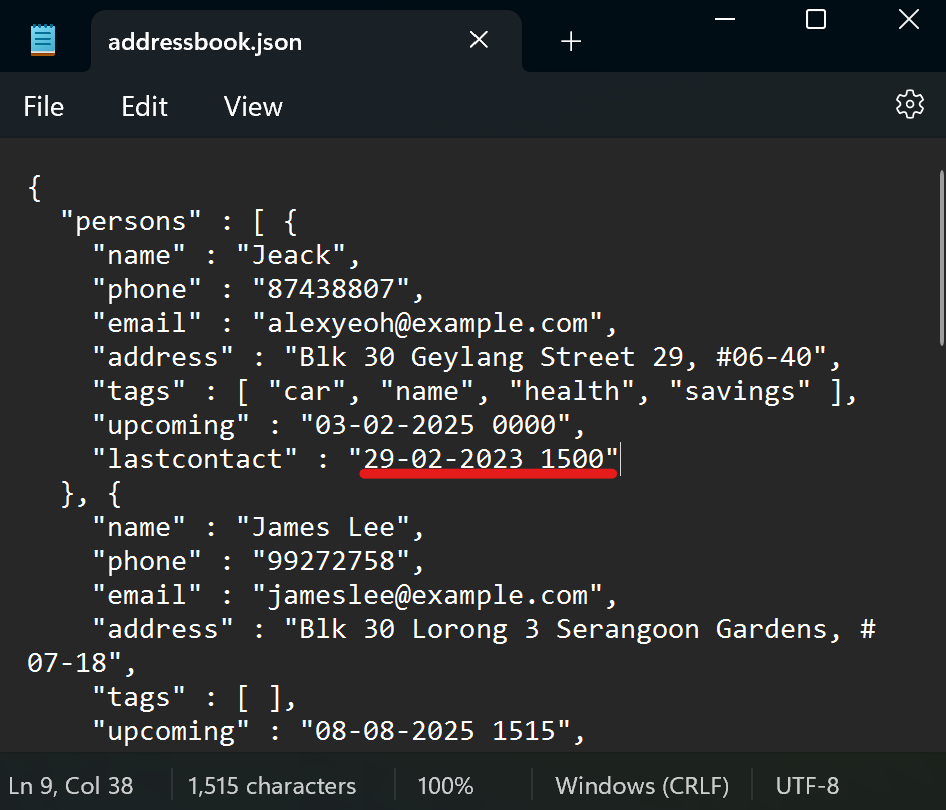 addressbook.json
File Edit View
{
  "persons" : [ {
    "name" : "Jeack",
    "phone" : "87438807",
    "email" : "alexyeoh@example.com",
    "address" : "Blk 30 Geylang Street 29, #06-40",
    "tags" : [ "car", "name", "health", "savings" ],
    "upcoming" : "03-02-2025 0000",
    "lastcontact" : "29-02-2023 1500"
  }, {
    "name" : "James Lee",
    "phone" : "99272758",
    "email" : "jameslee@example.com",
    "address" : "Blk 30 Lorong 3 Serangoon Gardens, #
07-18",
    "tags" : [ ],
    "upcoming" : "08-08-2025 1515",
Ln 9, Col 38 1,515 characters 100% Windows (CRLF) UTF-8